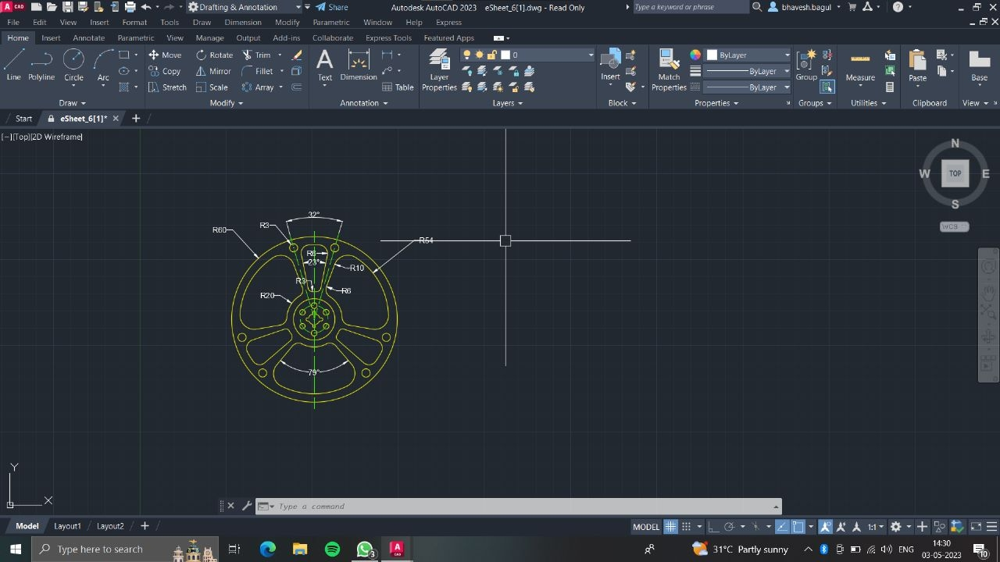 CAD Drafting & Annotation Share Autodesk AutoCAD 2023 eSheet_6[1].dwg - Read Only Type a keyword or phrase bhavesh.bagul
File Edit View Insert Format Tools Draw Dimension Modify Parametric Window Help Express
Home Insert Annotate Parametric View Manage Output Add-ins Collaborate Express Tools Featured Apps
Line Polyline Circle Arc
Move Rotate Trim
Copy Mirror Fillet
Stretch Scale Array
Text Dimension Table
Layer Properties 0
Insert
Match Properties
ByLayer
ByLayer
ByLayer
Group Measure Paste Base
Draw Modify Annotation Layers Block Properties Groups Utilities Clipboard View
Start eSheet_6[1]*
[−][Top][2D Wireframe]
N
W TOP E
S
WCS
32°
R3
R60
R54
R6
23°
R10
R3
R6
R20
79°
Y
X
Type a command
Model Layout1 Layout2 MODEL 1:1
Type here to search 3 31°C Partly sunny ENG 14:30
03-05-2023 10